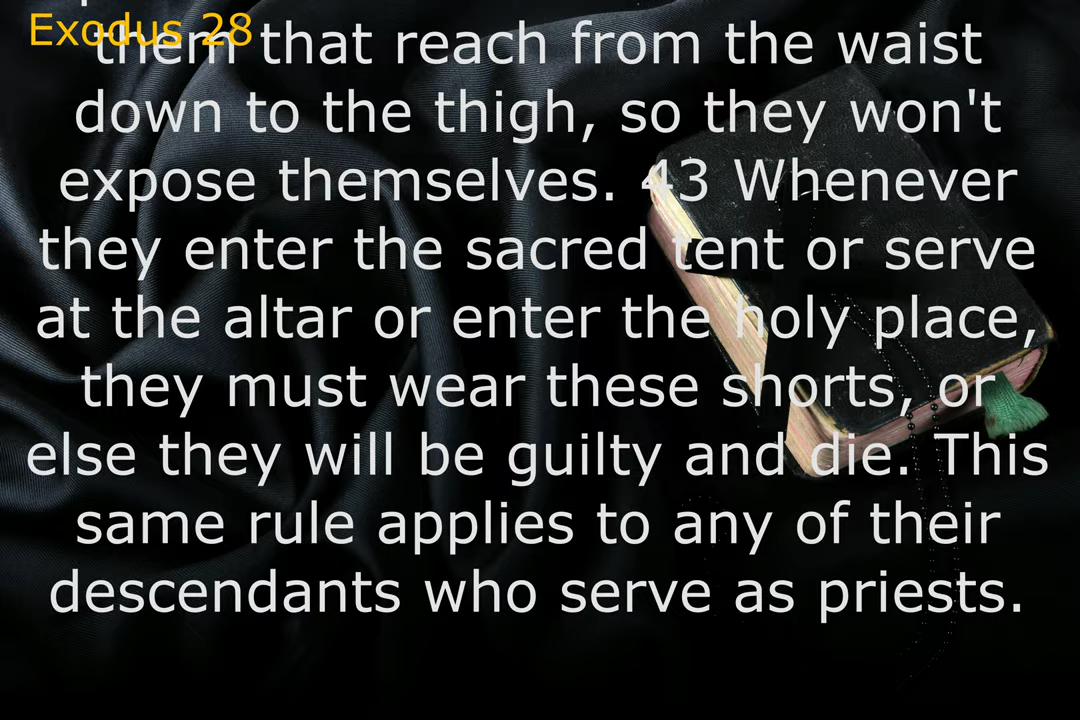 Exodus 28
them that reach from the waist
down to the thigh, so they won't
expose themselves. 43 Whenever
they enter the sacred tent or serve
at the altar or enter the holy place,
they must wear these shorts, or
else they will be guilty and die. This
same rule applies to any of their
descendants who serve as priests.